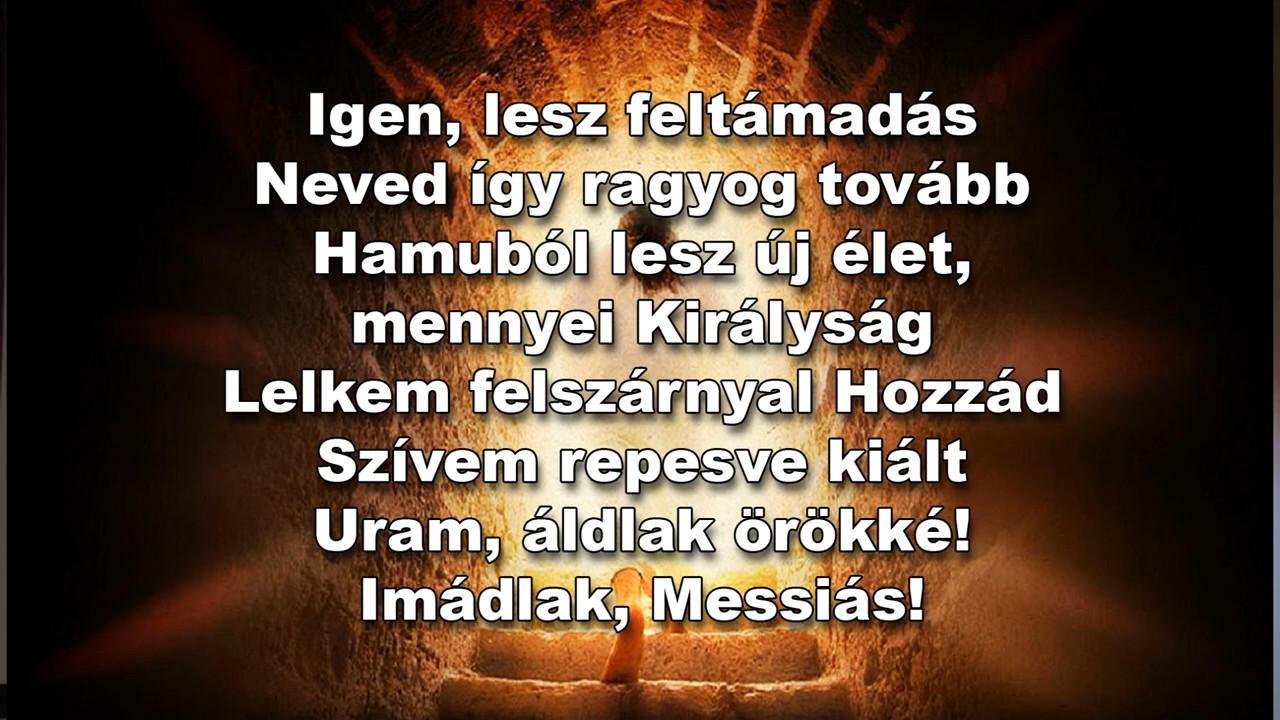 Igen, lesz feltámadás
Neved így ragyog tovább
Hamuból lesz új élet,
mennyei Királyság
Lelkem felszárnyal Hozzád
Szívem repesve kiált
Uram, áldlak örökké!
Imádlak, Messiás!